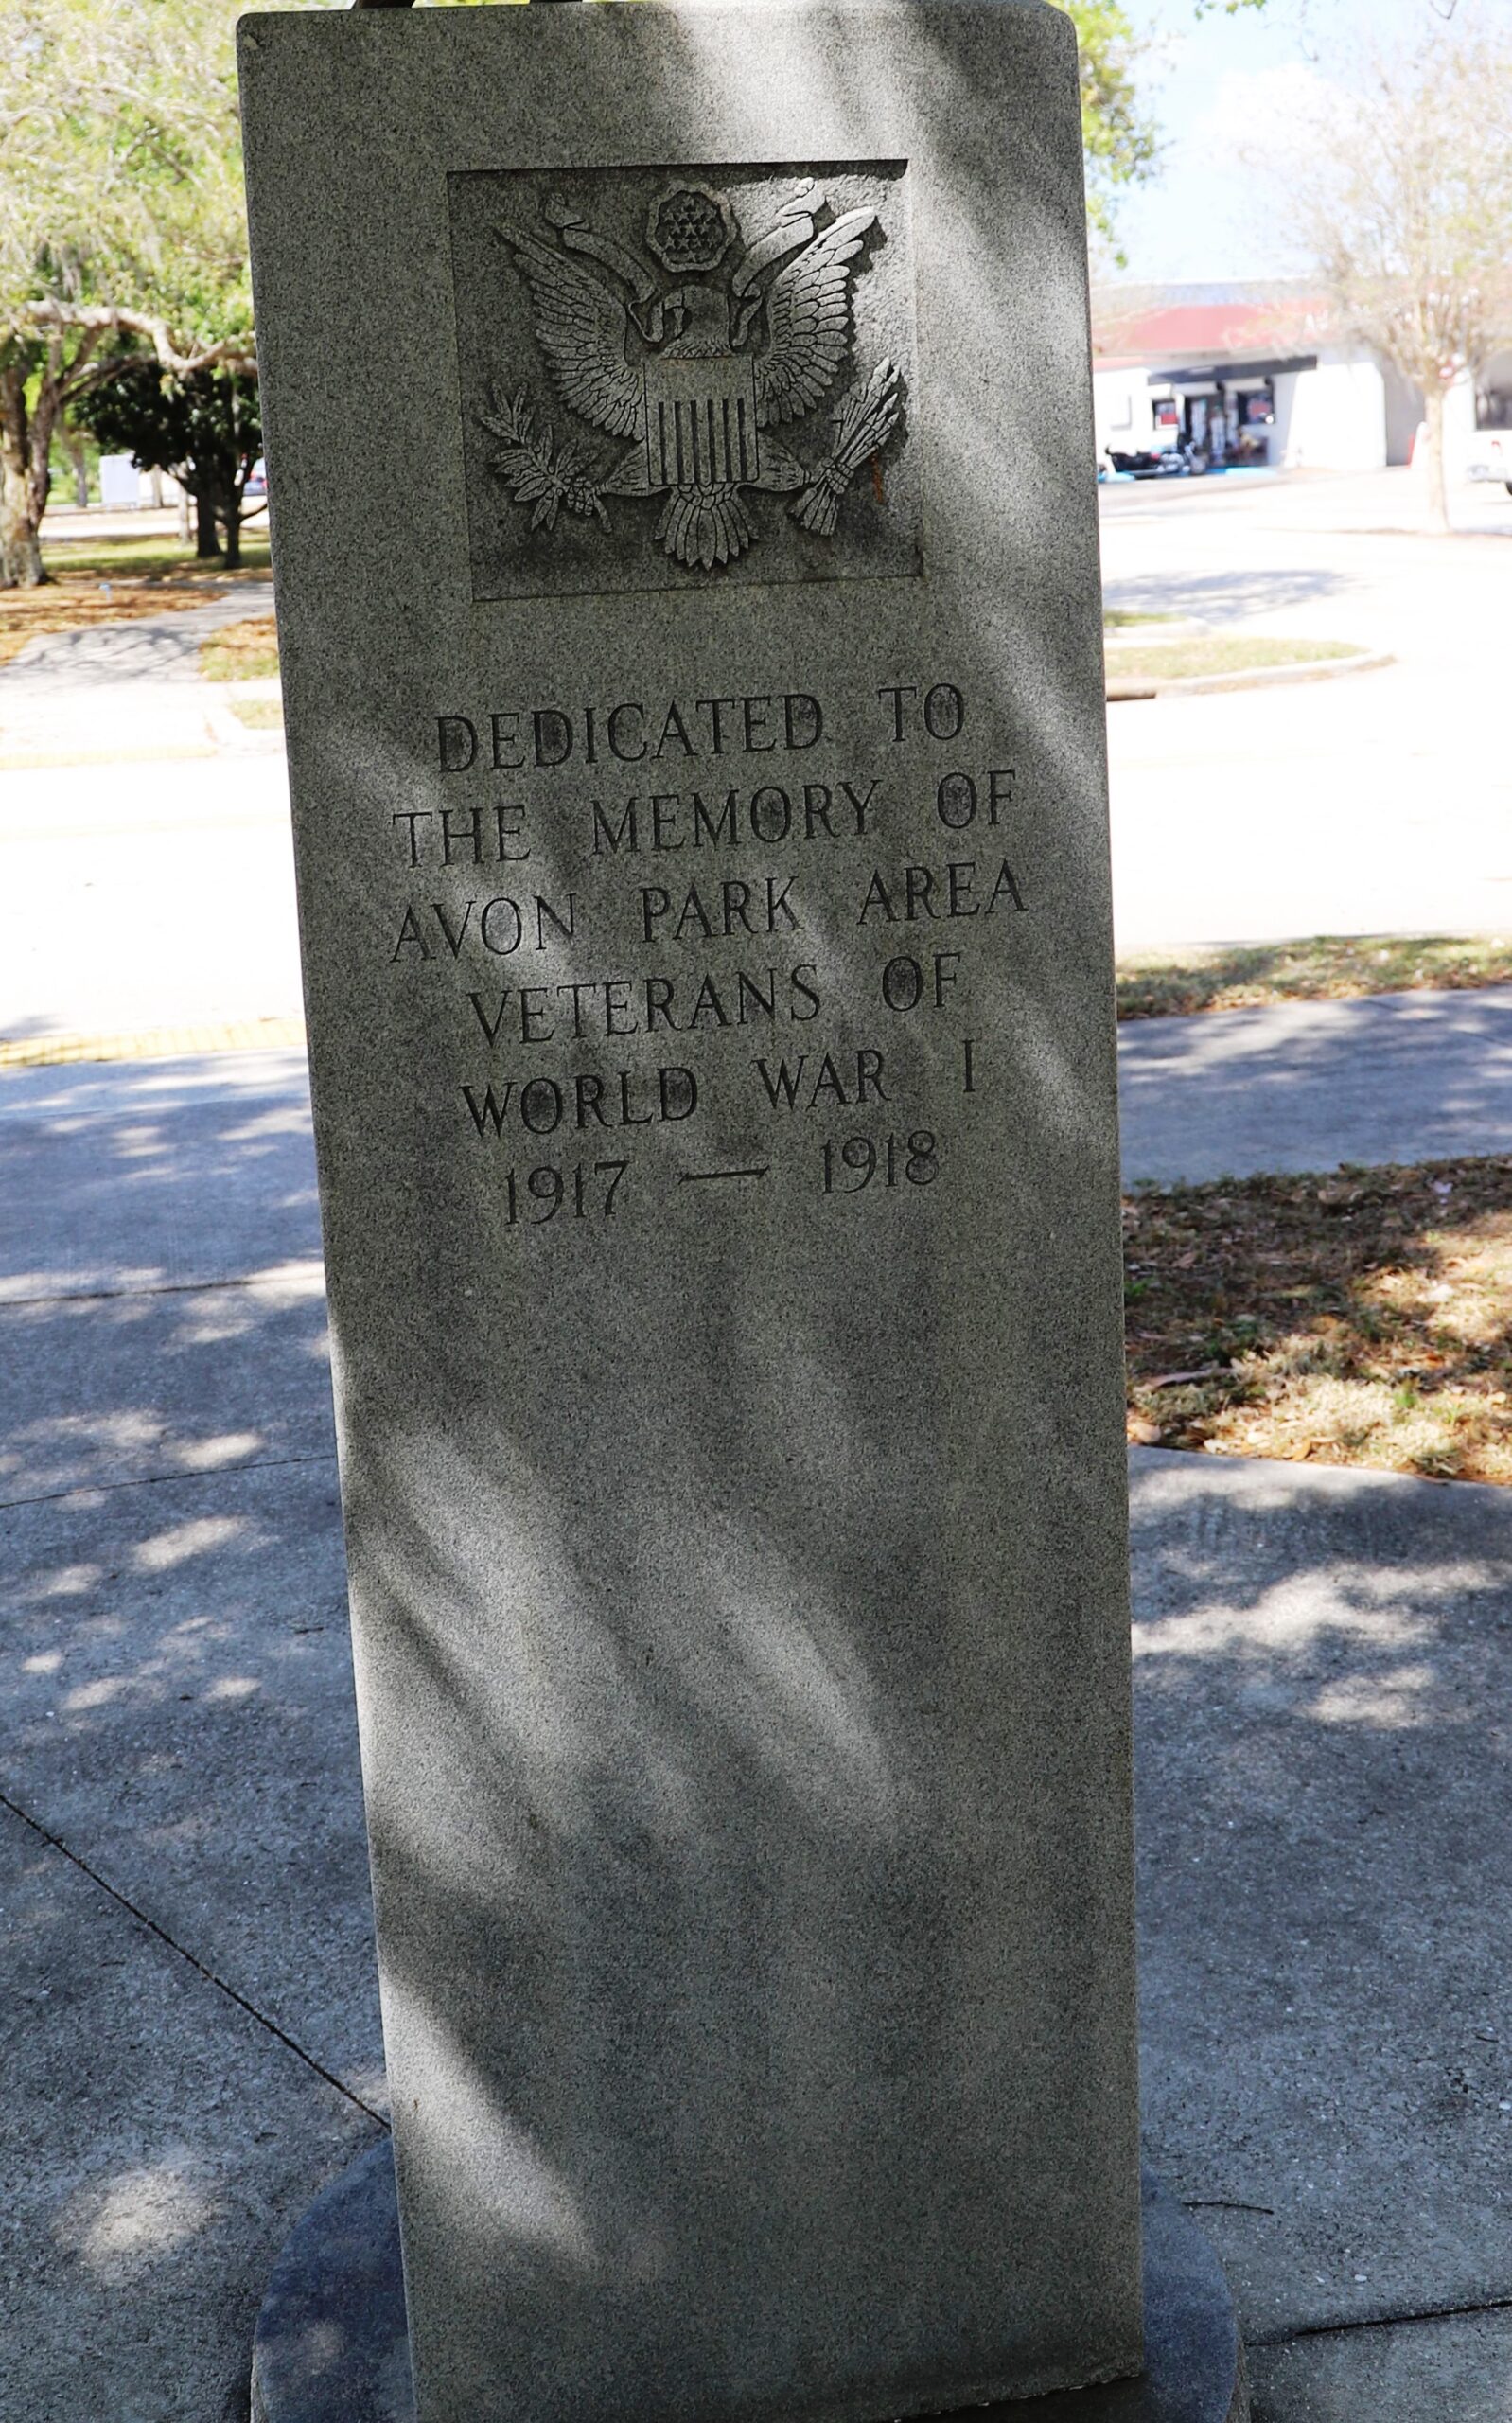 DEDICATED TO
THE MEMORY OF
AVON PARK AREA
VETERANS OF
WORLD WAR I
1917 — 1918